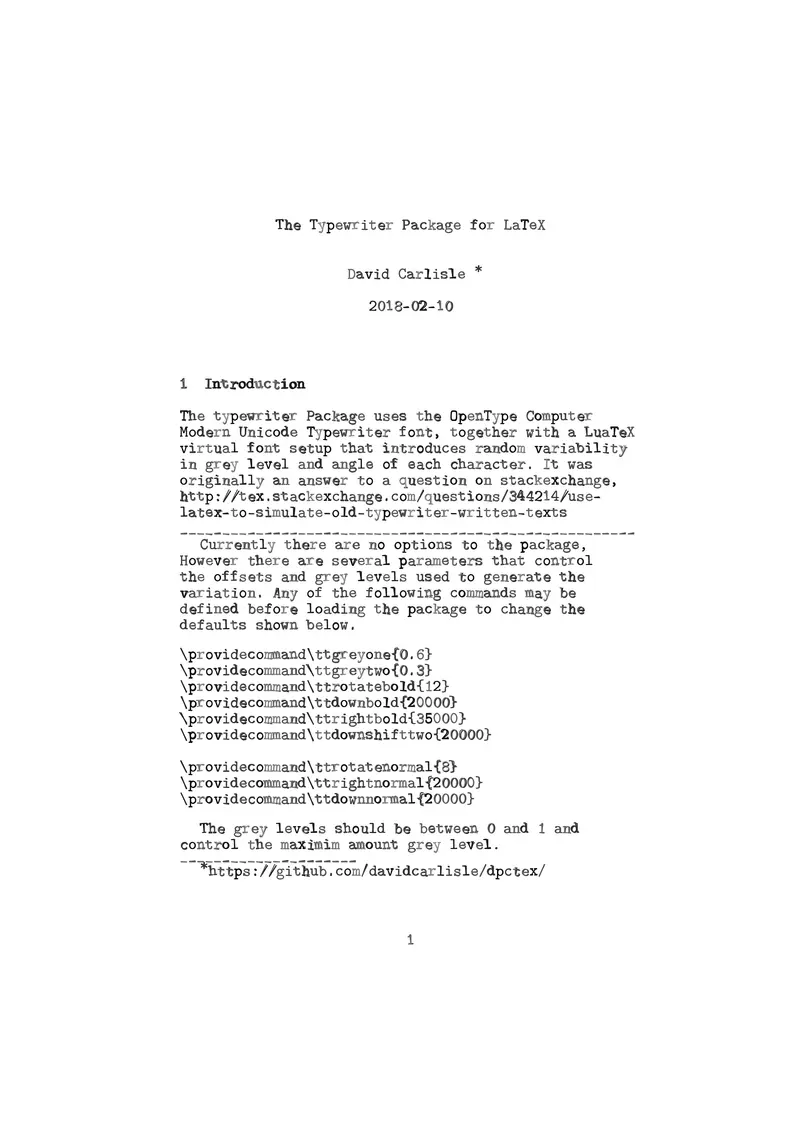 The Typewriter Package for LaTeX
David Carlisle *
2018-02-10
1 Introduction
The typewriter Package uses the OpenType Computer
Modern Unicode Typewriter font, together with a LuaTeX
virtual font setup that introduces random variability
in grey level and angle of each character. It was
originally an answer to a question on stackexchange,
http://tex.stackexchange.com/questions/344214/use-
latex-to-simulate-old-typewriter-written-texts
Currently there are no options to the package,
However there are several parameters that control
the offsets and grey levels used to generate the
variation. Any of the following commands may be
defined before loading the package to change the
defaults shown below.
\providecommand\ttgreyone{0.6}
\providecommand\ttgreytwo{0.3}
\providecommand\ttrotatebold{12}
\providecommand\ttdownbold{20000}
\providecommand\ttrightbold{35000}
\providecommand\ttdownshifttwo{20000}
\providecommand\ttrotatenormal{8}
\providecommand\ttrightnormal{20000}
\providecommand\ttdownnormal{20000}
The grey levels should be between 0 and 1 and
control the maximim amount grey level.
*https://github.com/davidcarlisle/dpctex/
1